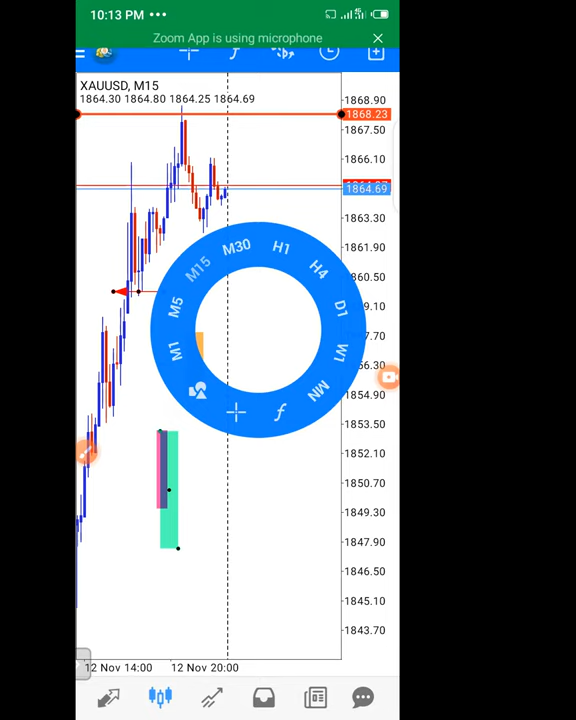 10:13 PM •••
Zoom App is using microphone
XAUUSD, M15
1864.30 1864.80 1864.25 1864.69
1868.90
1868.23
1867.50
1866.10
1864.69
1863.30
1861.90
1860.50
1854.90
1853.50
1852.10
1850.70
1849.30
1847.90
1846.50
1845.10
1843.70
M1
M5
M15
M30
H1
H4
D1
W1
MN
f
12 Nov 14:00
12 Nov 20:00